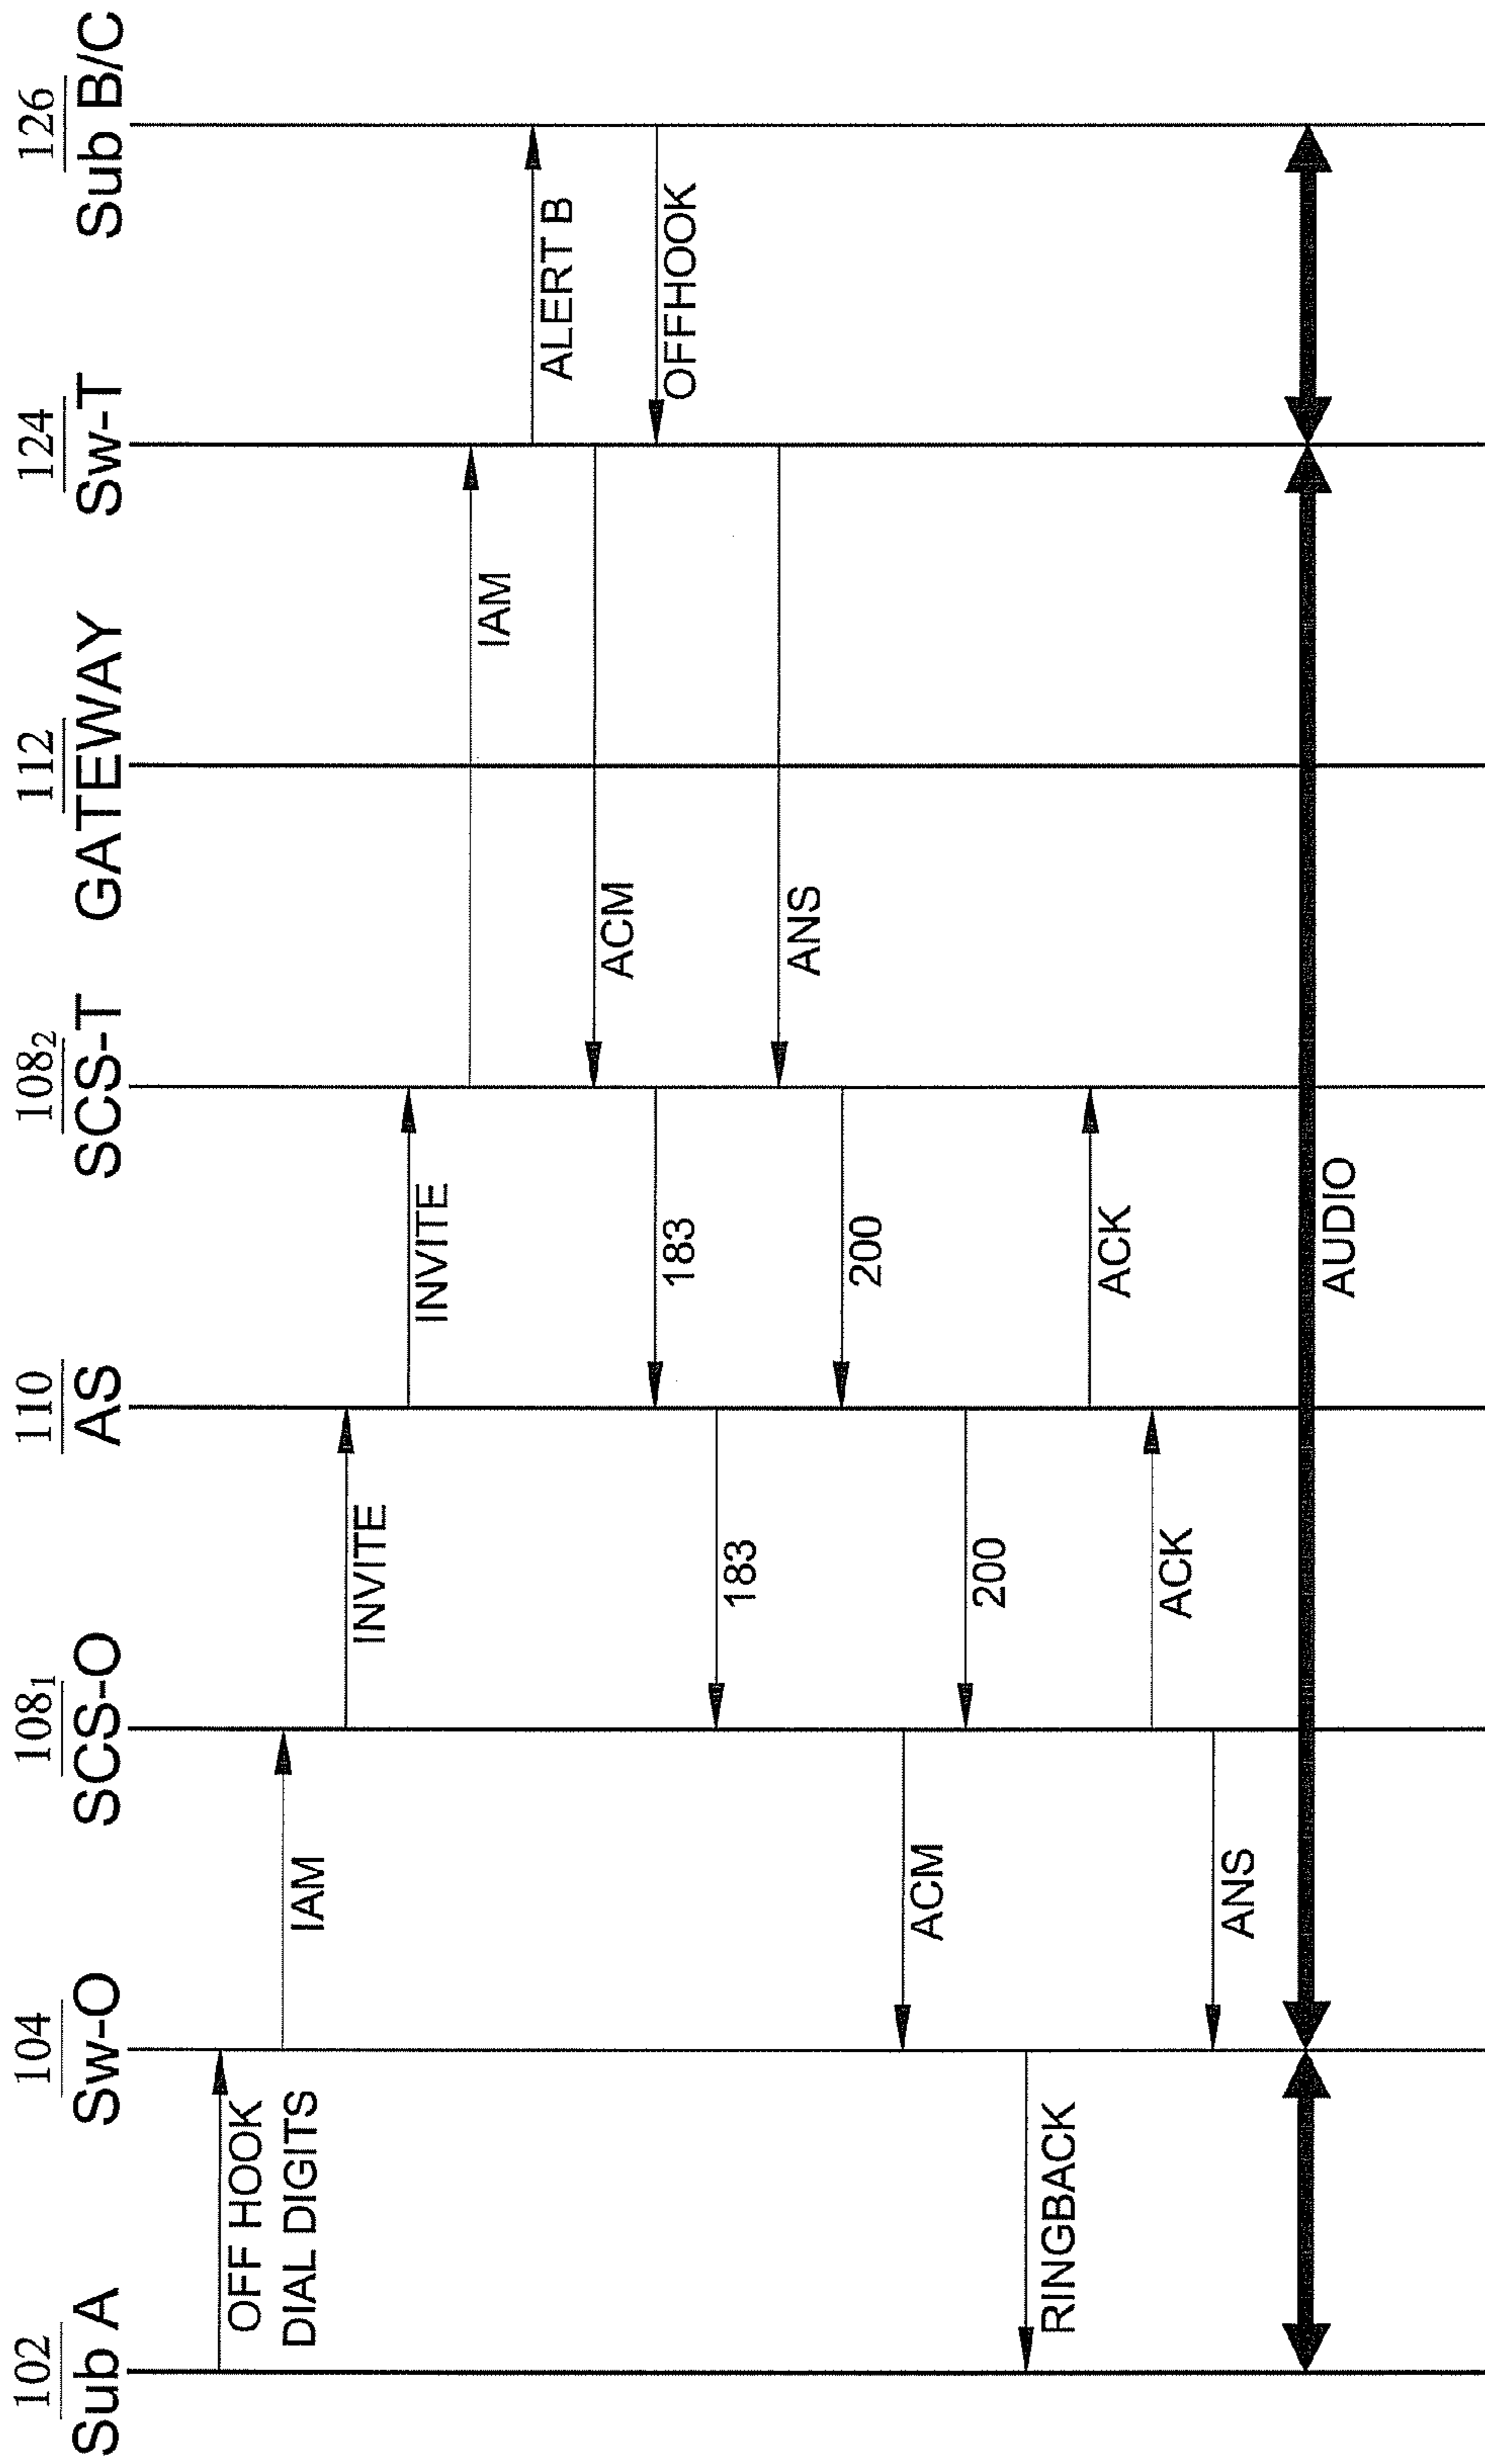 102 104 108₁ 110 108₂ 112 124 126
Sub A Sw-O SCS-O AS SCS-T GATEWAY Sw-T Sub B/C
OFF HOOK
DIAL DIGITS
IAM
INVITE
INVITE
IAM
ALERT B
ACM
183
OFFHOOK
183
ANS
200
ACM
200
RINGBACK
ACK
ACK
ANS
AUDIO